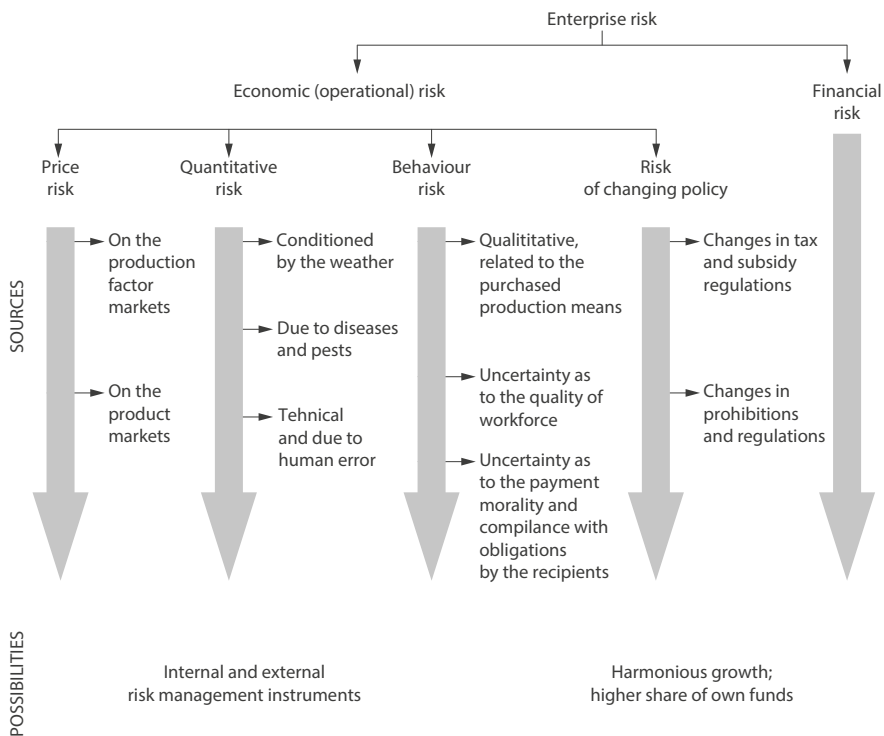 Enterprise risk
Economic (operational) risk
Financial
risk
Price
risk
Quantitative
risk
Behaviour
risk
Risk
of changing policy
SOURCES
On the
production
factor
markets
On the
product
markets
Conditioned
by the weather
Due to diseases
and pests
Tehnical
and due to
human error
Qualititative,
related to the
purchased
production means
Uncertainty as
to the quality of
workforce
Uncertainty as
to the payment
morality and
compilance with
obligations
by the recipients
Changes in tax
and subsidy
regulations
Changes in
prohibitions
and regulations
POSSIBILITIES
Internal and external
risk management instruments
Harmonious growth;
higher share of own funds